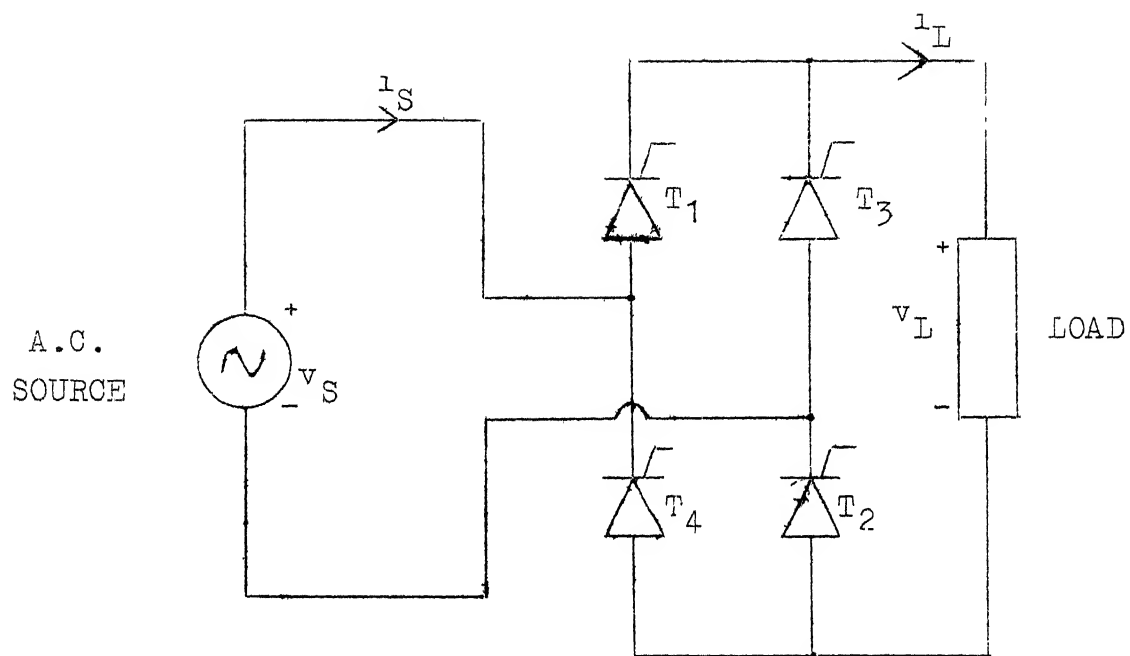 i_L
i_S
T_1
T_3
+
+
A.C.
SOURCE
v_S
v_L
LOAD
-
-
T_4
T_2